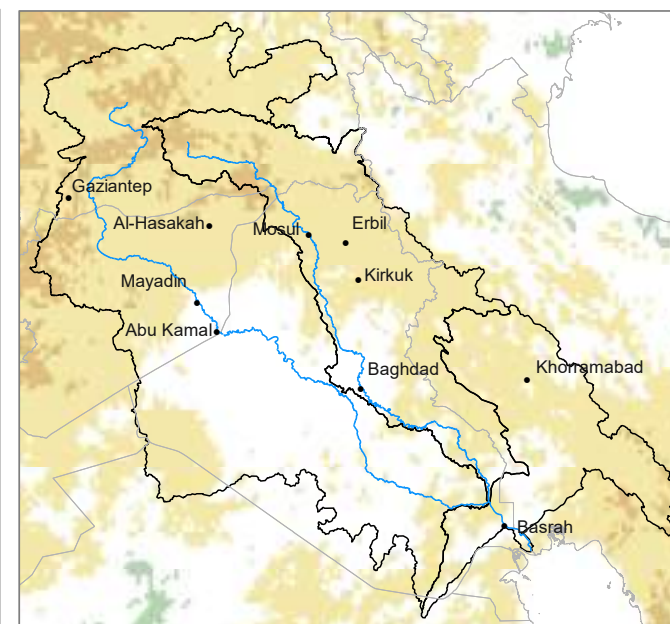 Gaziantep
Al-Hasakah
Mosul
Erbil
Kirkuk
Mayadin
Abu Kamal
Baghdad
Khorramabad
Basrah